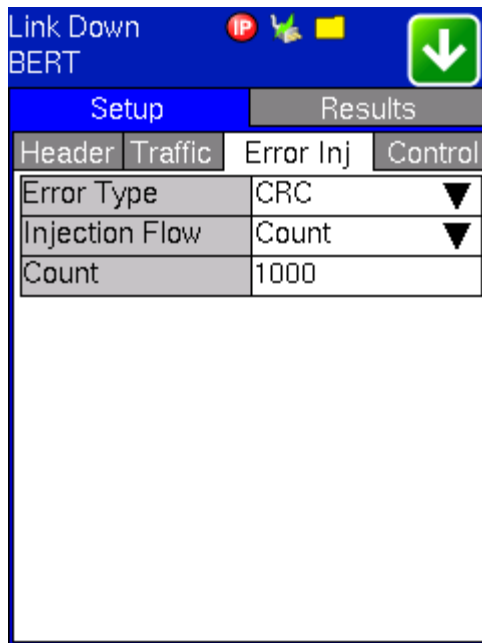 Link Down
IP
BERT
Setup Results
Header Traffic Error Inj Control
Error Type CRC
Injection Flow Count
Count 1000